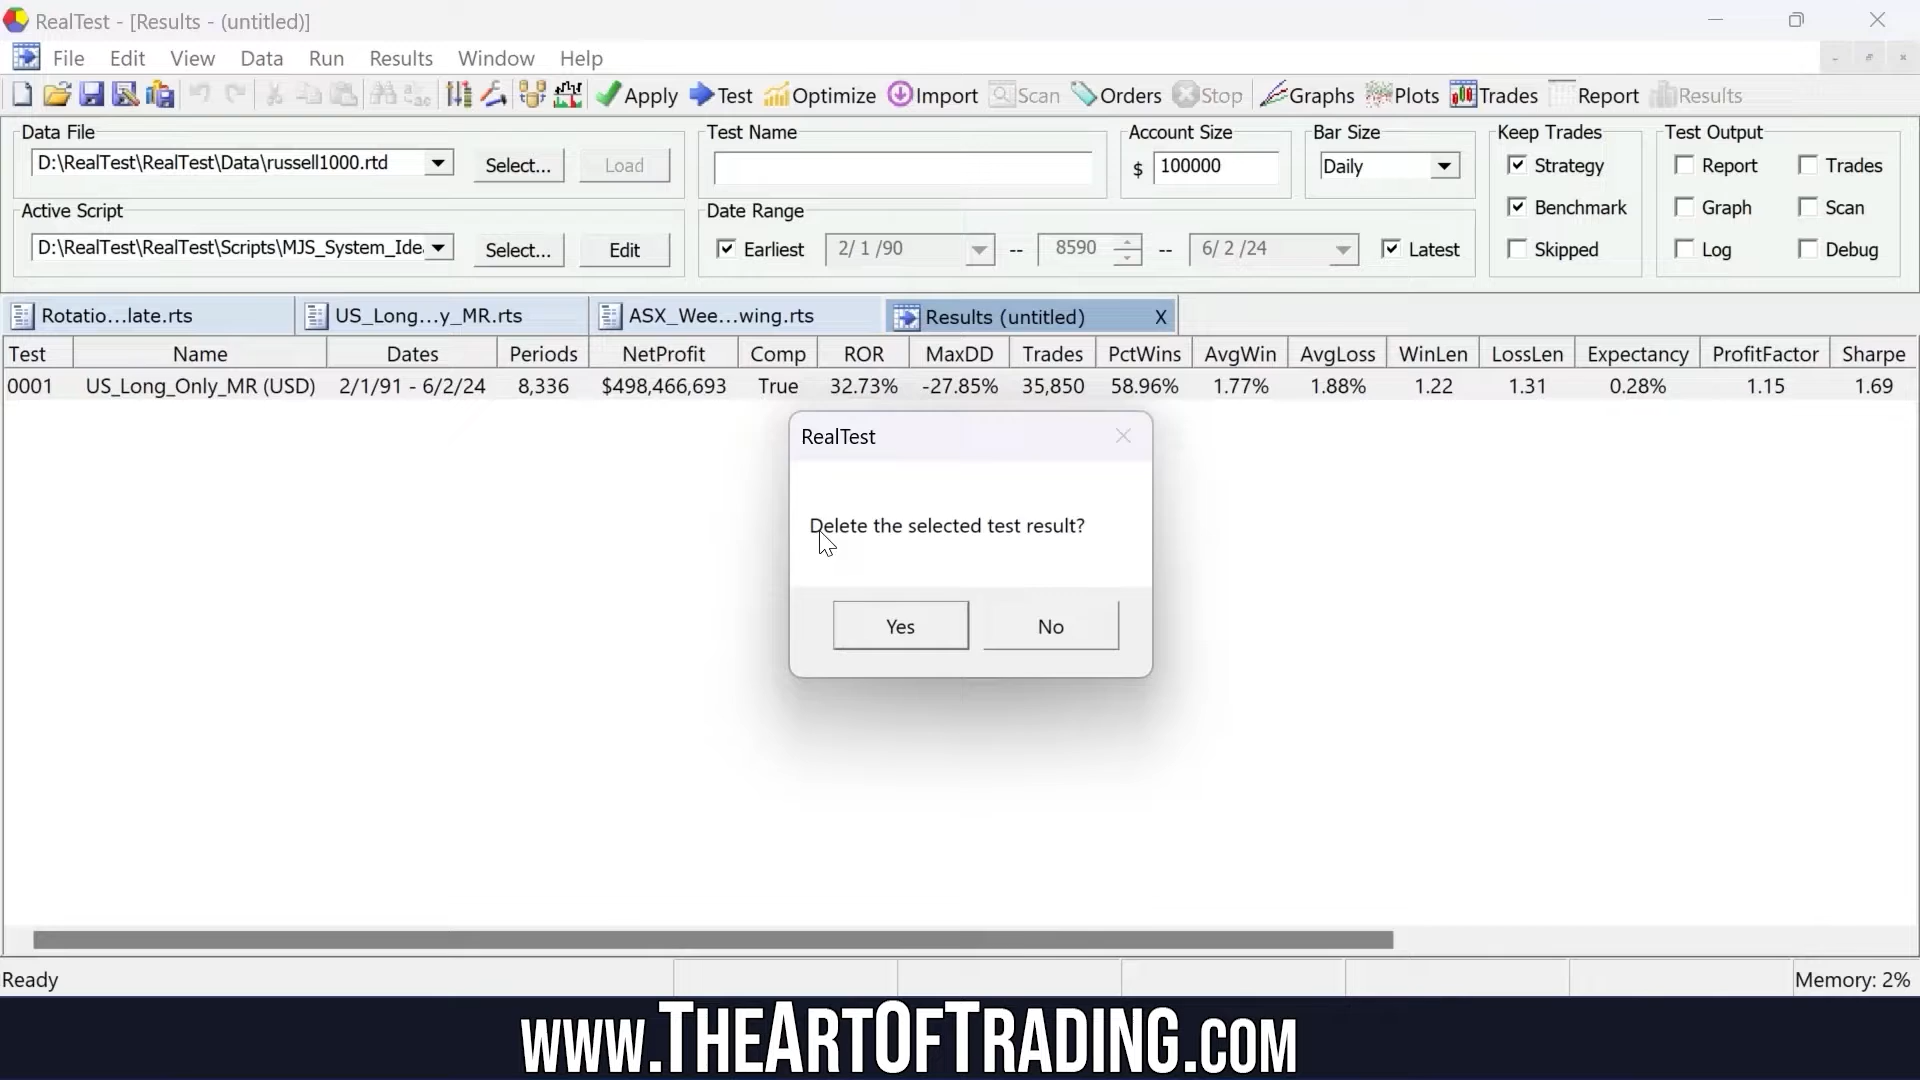 RealTest - [Results - (untitled)]
File Edit View Data Run Results Window Help
Apply Test Optimize Import Scan Orders Stop Graphs Plots Trades Report Results
Data File Test Name Account Size Bar Size Keep Trades Test Output
D:\RealTest\RealTest\Data\russell1000.rtd Select... Load $ 100000 Daily Strategy Report Trades
Active Script Date Range Benchmark Graph Scan
D:\RealTest\RealTest\Scripts\MJS_System_Ide Select... Edit Earliest 2/ 1 /90 -- 8590 -- 6/ 2 /24 Latest Skipped Log Debug
Rotatio...late.rts US_Long...y_MR.rts ASX_Wee...wing.rts Results (untitled) X
Test Name Dates Periods NetProfit Comp ROR MaxDD Trades PctWins AvgWin AvgLoss WinLen LossLen Expectancy ProfitFactor Sharpe
0001 US_Long_Only_MR (USD) 2/1/91 - 6/2/24 8,336 $498,466,693 True 32.73% -27.85% 35,850 58.96% 1.77% 1.88% 1.22 1.31 0.28% 1.15 1.69
RealTest
Delete the selected test result?
Yes No
Ready Memory: 2%
www.TheArtOfTrading.com